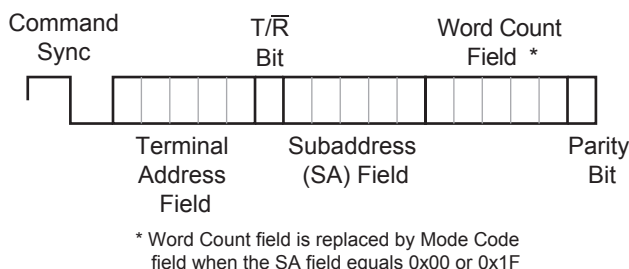 Command
Sync
T/R̅
Bit
Word Count
Field *
Terminal
Address
Field
Subaddress
(SA) Field
Parity
Bit
* Word Count field is replaced by Mode Code
field when the SA field equals 0x00 or 0x1F